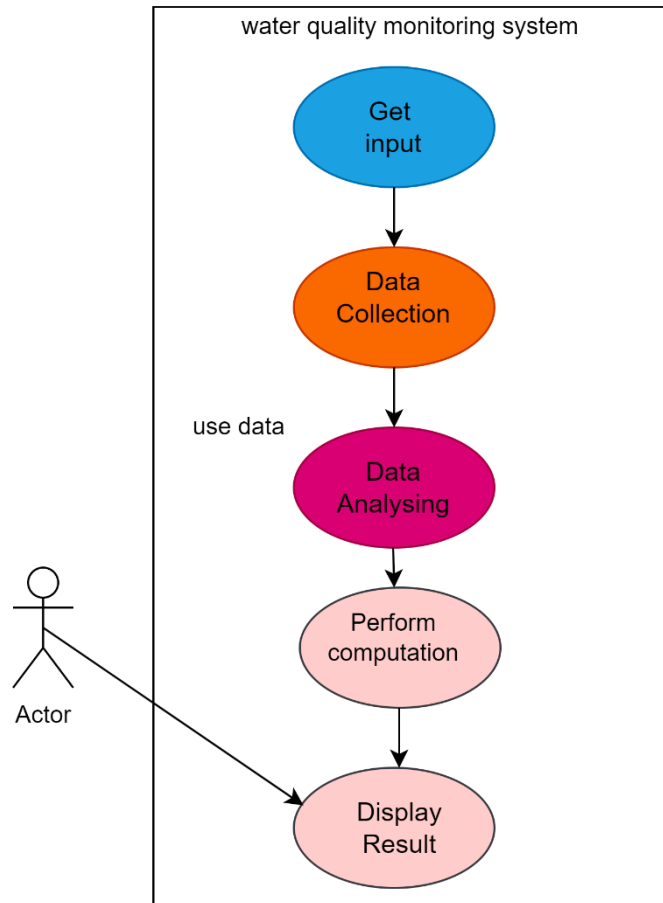 water quality monitoring system
Get
input
Data
Collection
use data
Data
Analysing
Perform
computation
Actor
Display
Result